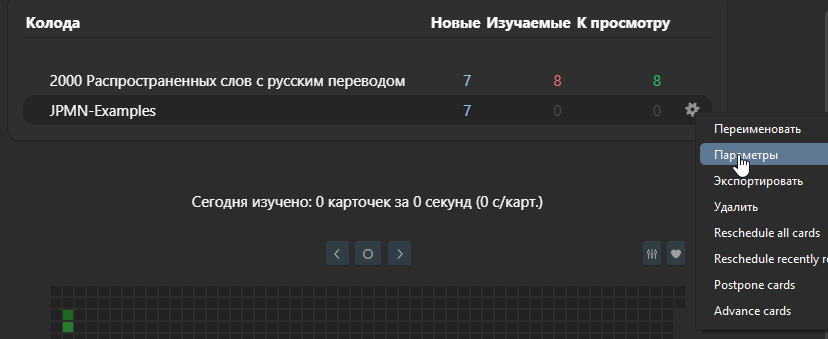 Колода Новые Изучаемые К просмотру
2000 Распространенных слов с русским переводом 7 8 8
JPMN-Examples 7 0 0
Переименовать
Параметры
Экспортировать
Удалить
Reschedule all cards
Reschedule recently r
Postpone cards
Advance cards
Сегодня изучено: 0 карточек за 0 секунд (0 с/карт.)